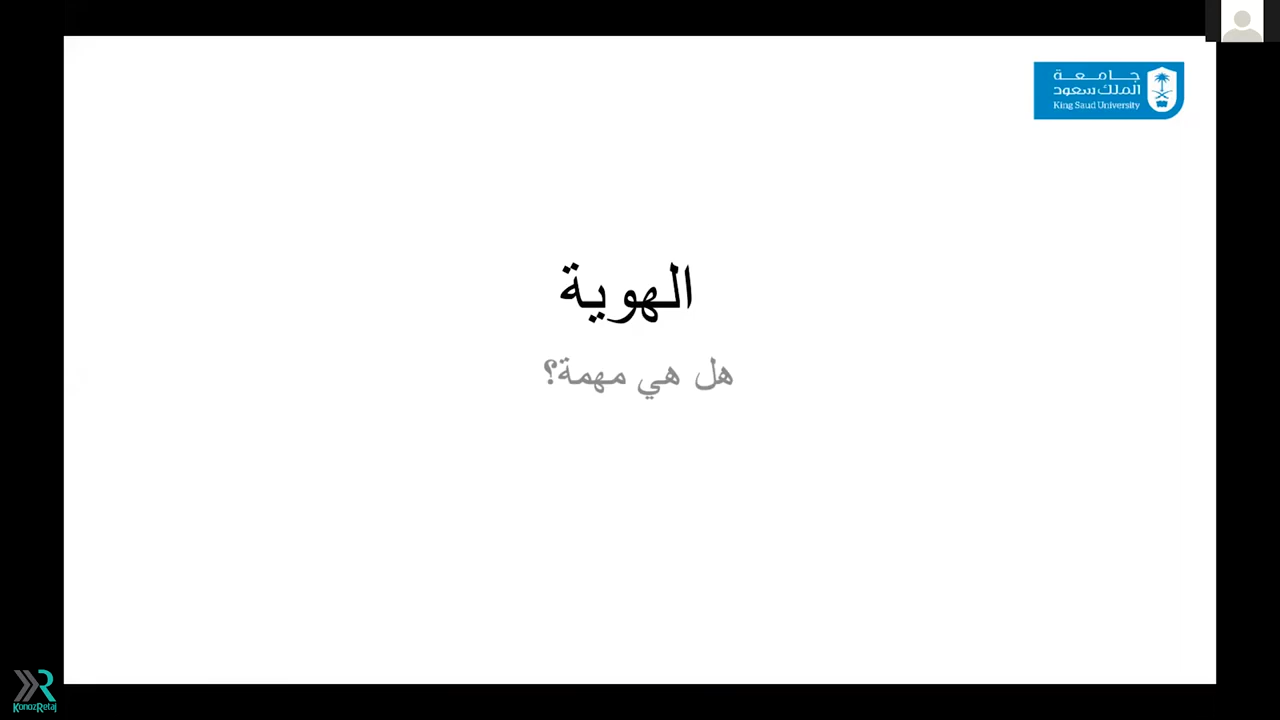 جامعة
الملك سعود
King Saud University
الهوية
هل هي مهمة؟
KonozRetaj